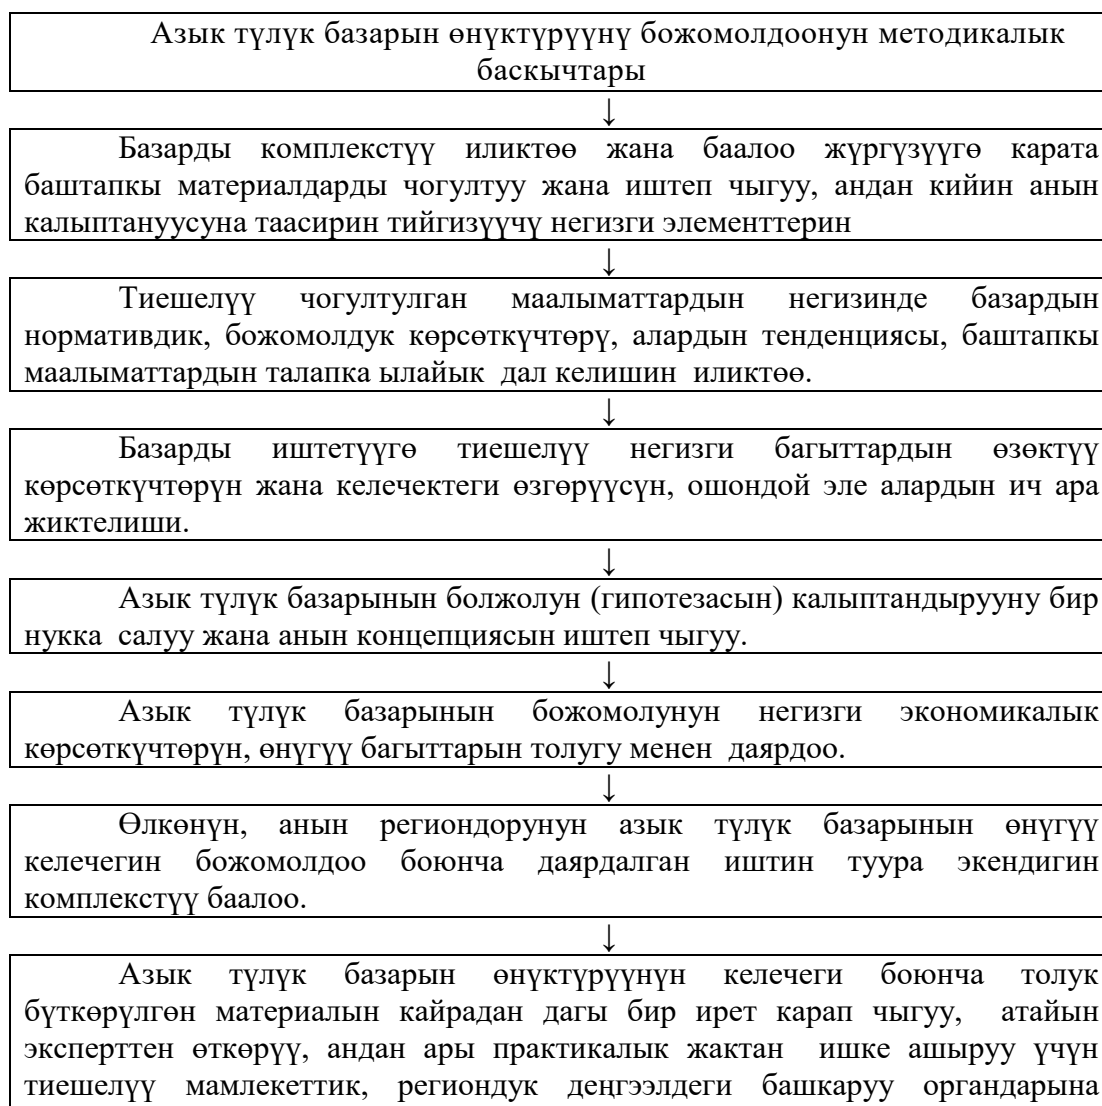 Азык түлүк базарын өнүктүрүүнү божомолдоонун методикалык
баскычтары
↓
Базарды комплекстүү иликтөө жана баалоо жүргүзүүгө карата
баштапкы материалдарды чогултуу жана иштеп чыгуу, андан кийин анын
калыптануусуна таасирин тийгизүүчү негизги элементтерин
↓
Тиешелүү чогултулган маалыматтардын негизинде базардын
нормативдик, божомолдук көрсөткүчтөрү, алардын тенденциясы, баштапкы
маалыматтардын талапка ылайык дал келишин иликтөө.
↓
Базарды иштетүүгө тиешелүү негизги багыттардын өзөктүү
көрсөткүчтөрүн жана келечектеги өзгөрүүсүн, ошондой эле алардын ич ара
жиктелиши.
↓
Азык түлүк базарынын болжолун (гипотезасын) калыптандырууну бир
нукка салуу жана анын концепциясын иштеп чыгуу.
↓
Азык түлүк базарынын божомолунун негизги экономикалык
көрсөткүчтөрүн, өнүгүү багыттарын толугу менен даярдоо.
↓
Өлкөнүн, анын региондорунун азык түлүк базарынын өнүгүү
келечегин божомолдоо боюнча даярдалган иштин туура экендигин
комплекстүү баалоо.
↓
Азык түлүк базарын өнүктүрүүнүн келечеги боюнча толук
бүткөрүлгөн материалын кайрадан дагы бир ирет карап чыгуу, атайын
эксперттен өткөрүү, андан ары практикалык жактан ишке ашыруу үчүн
тиешелүү мамлекеттик, региондук деңгээлдеги башкаруу органдарына